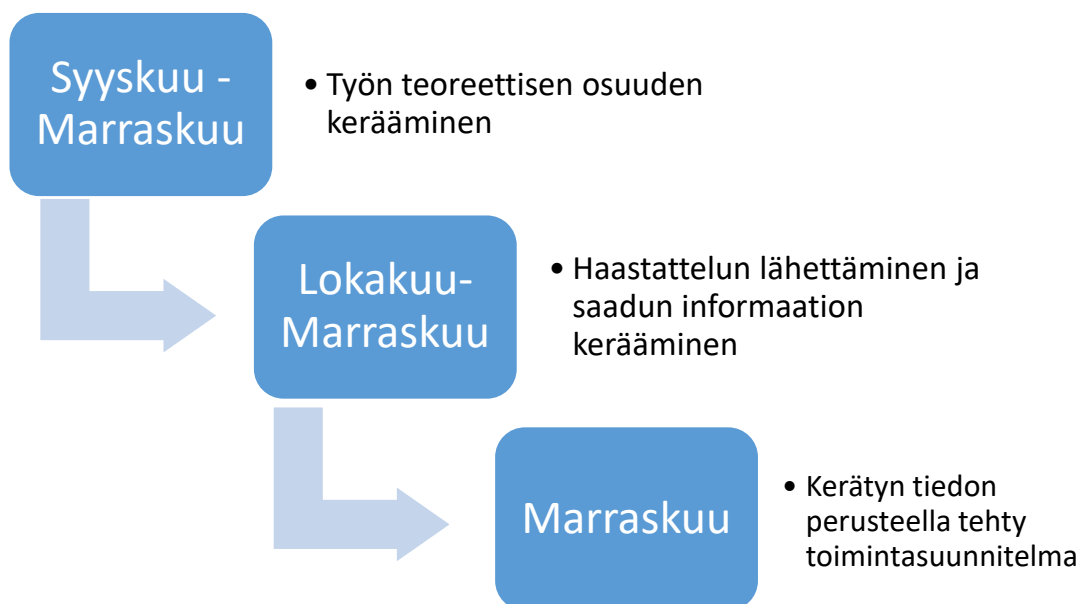 Syyskuu -
Marraskuu
• Työn teoreettisen osuuden
kerääminen
Lokakuu-
Marraskuu
• Haastattelun lähettäminen ja
saadun informaation
kerääminen
Marraskuu
• Kerätyn tiedon
perusteella tehty
toimintasuunnitelma